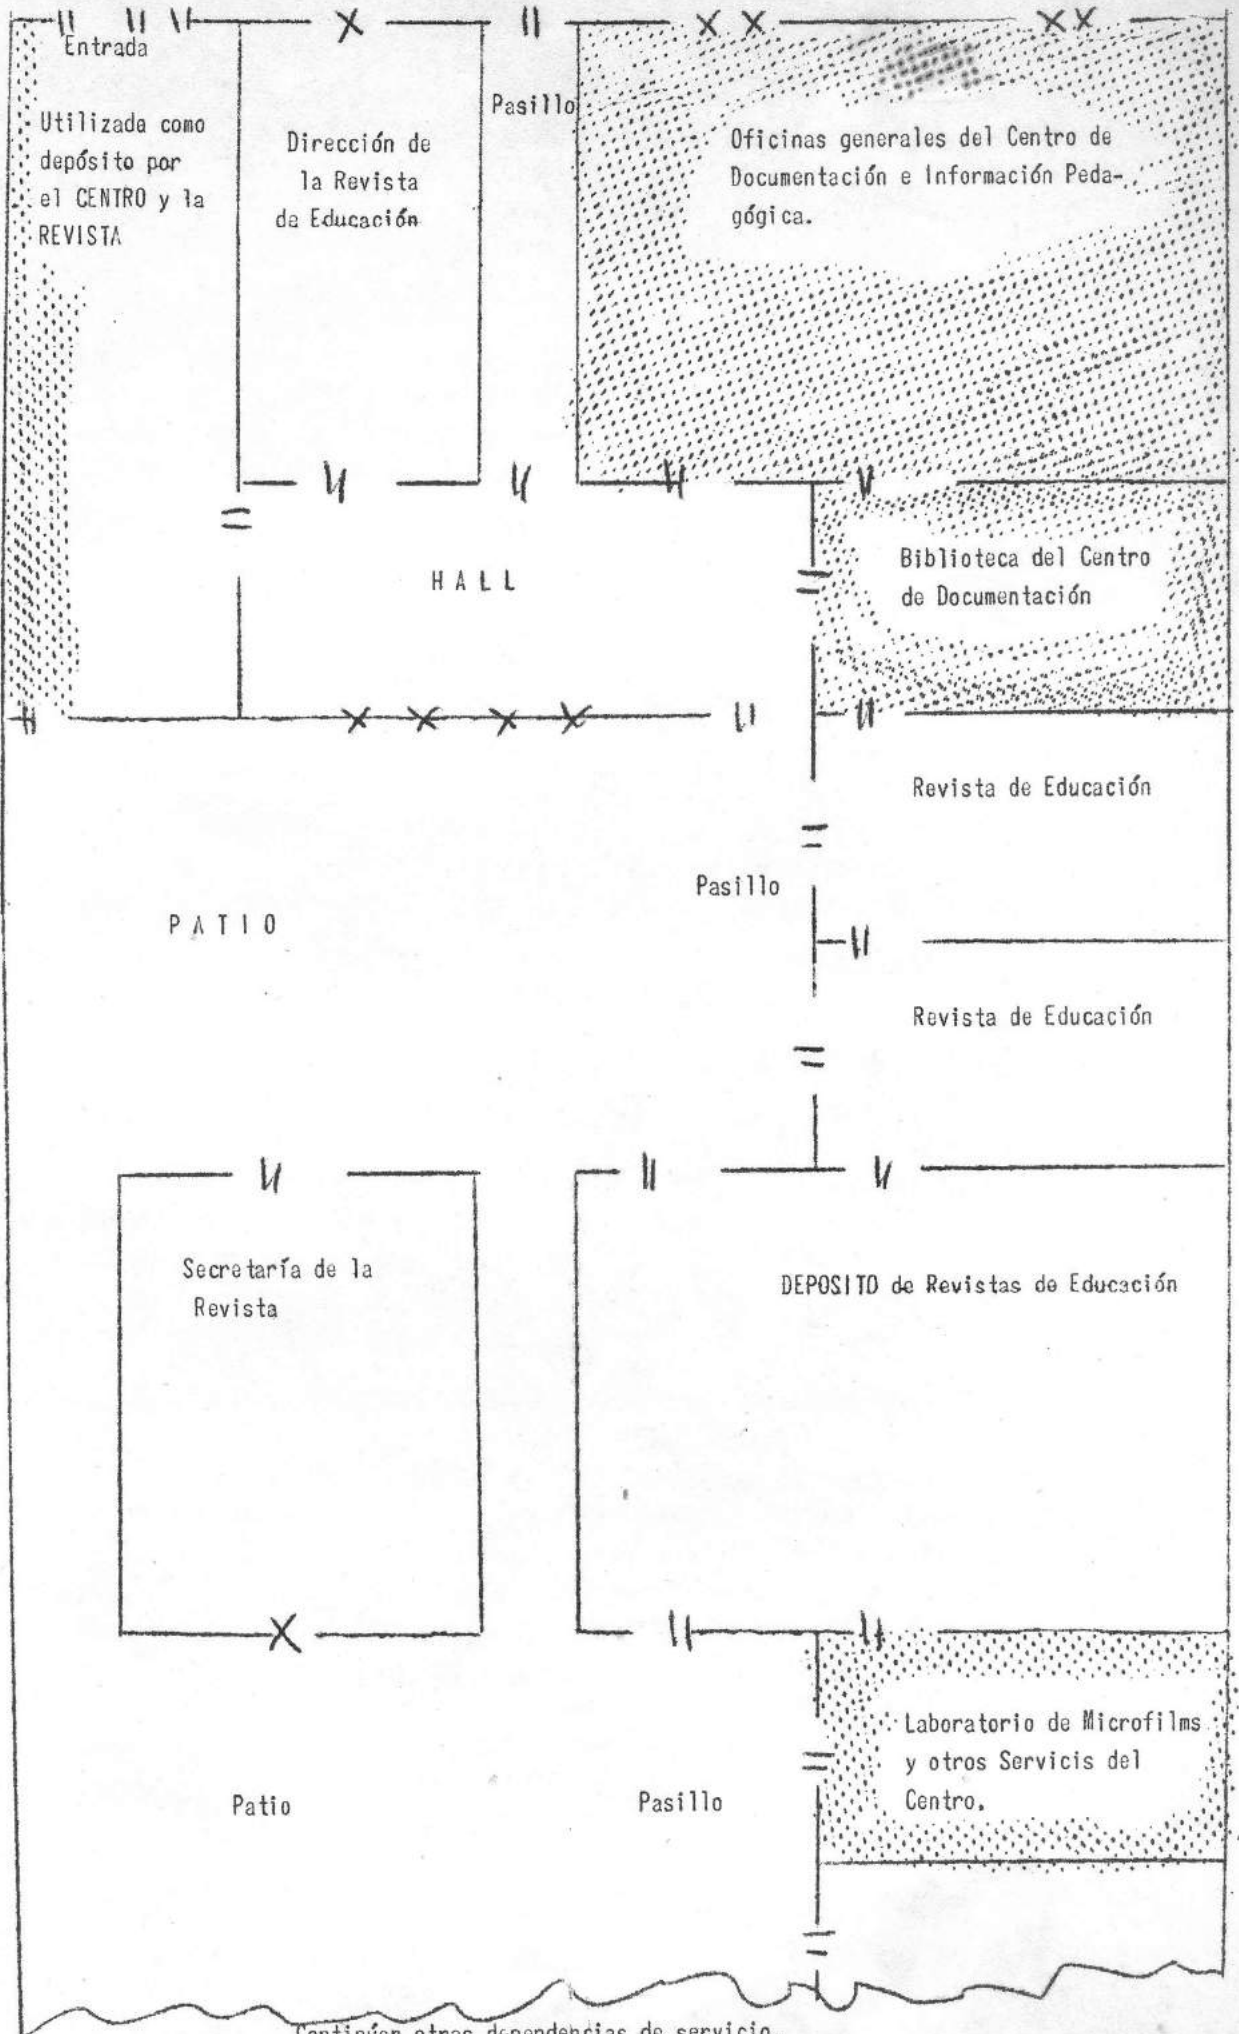 Entrada
Utilizada como
depósito por
el CENTRO y la
REVISTA
Dirección de
la Revista
de Educación
Pasillo
Oficinas generales del Centro de
Documentación e Información Peda-
gógica.
HALL
Biblioteca del Centro
de Documentación
Revista de Educación
Pasillo
PATIO
Revista de Educación
Secretaría de la
Revista
DEPOSITO de Revistas de Educación
Laboratorio de Microfilms
y otros Servicis del
Centro.
Patio
Pasillo
Continúan otras dependencias de servicio